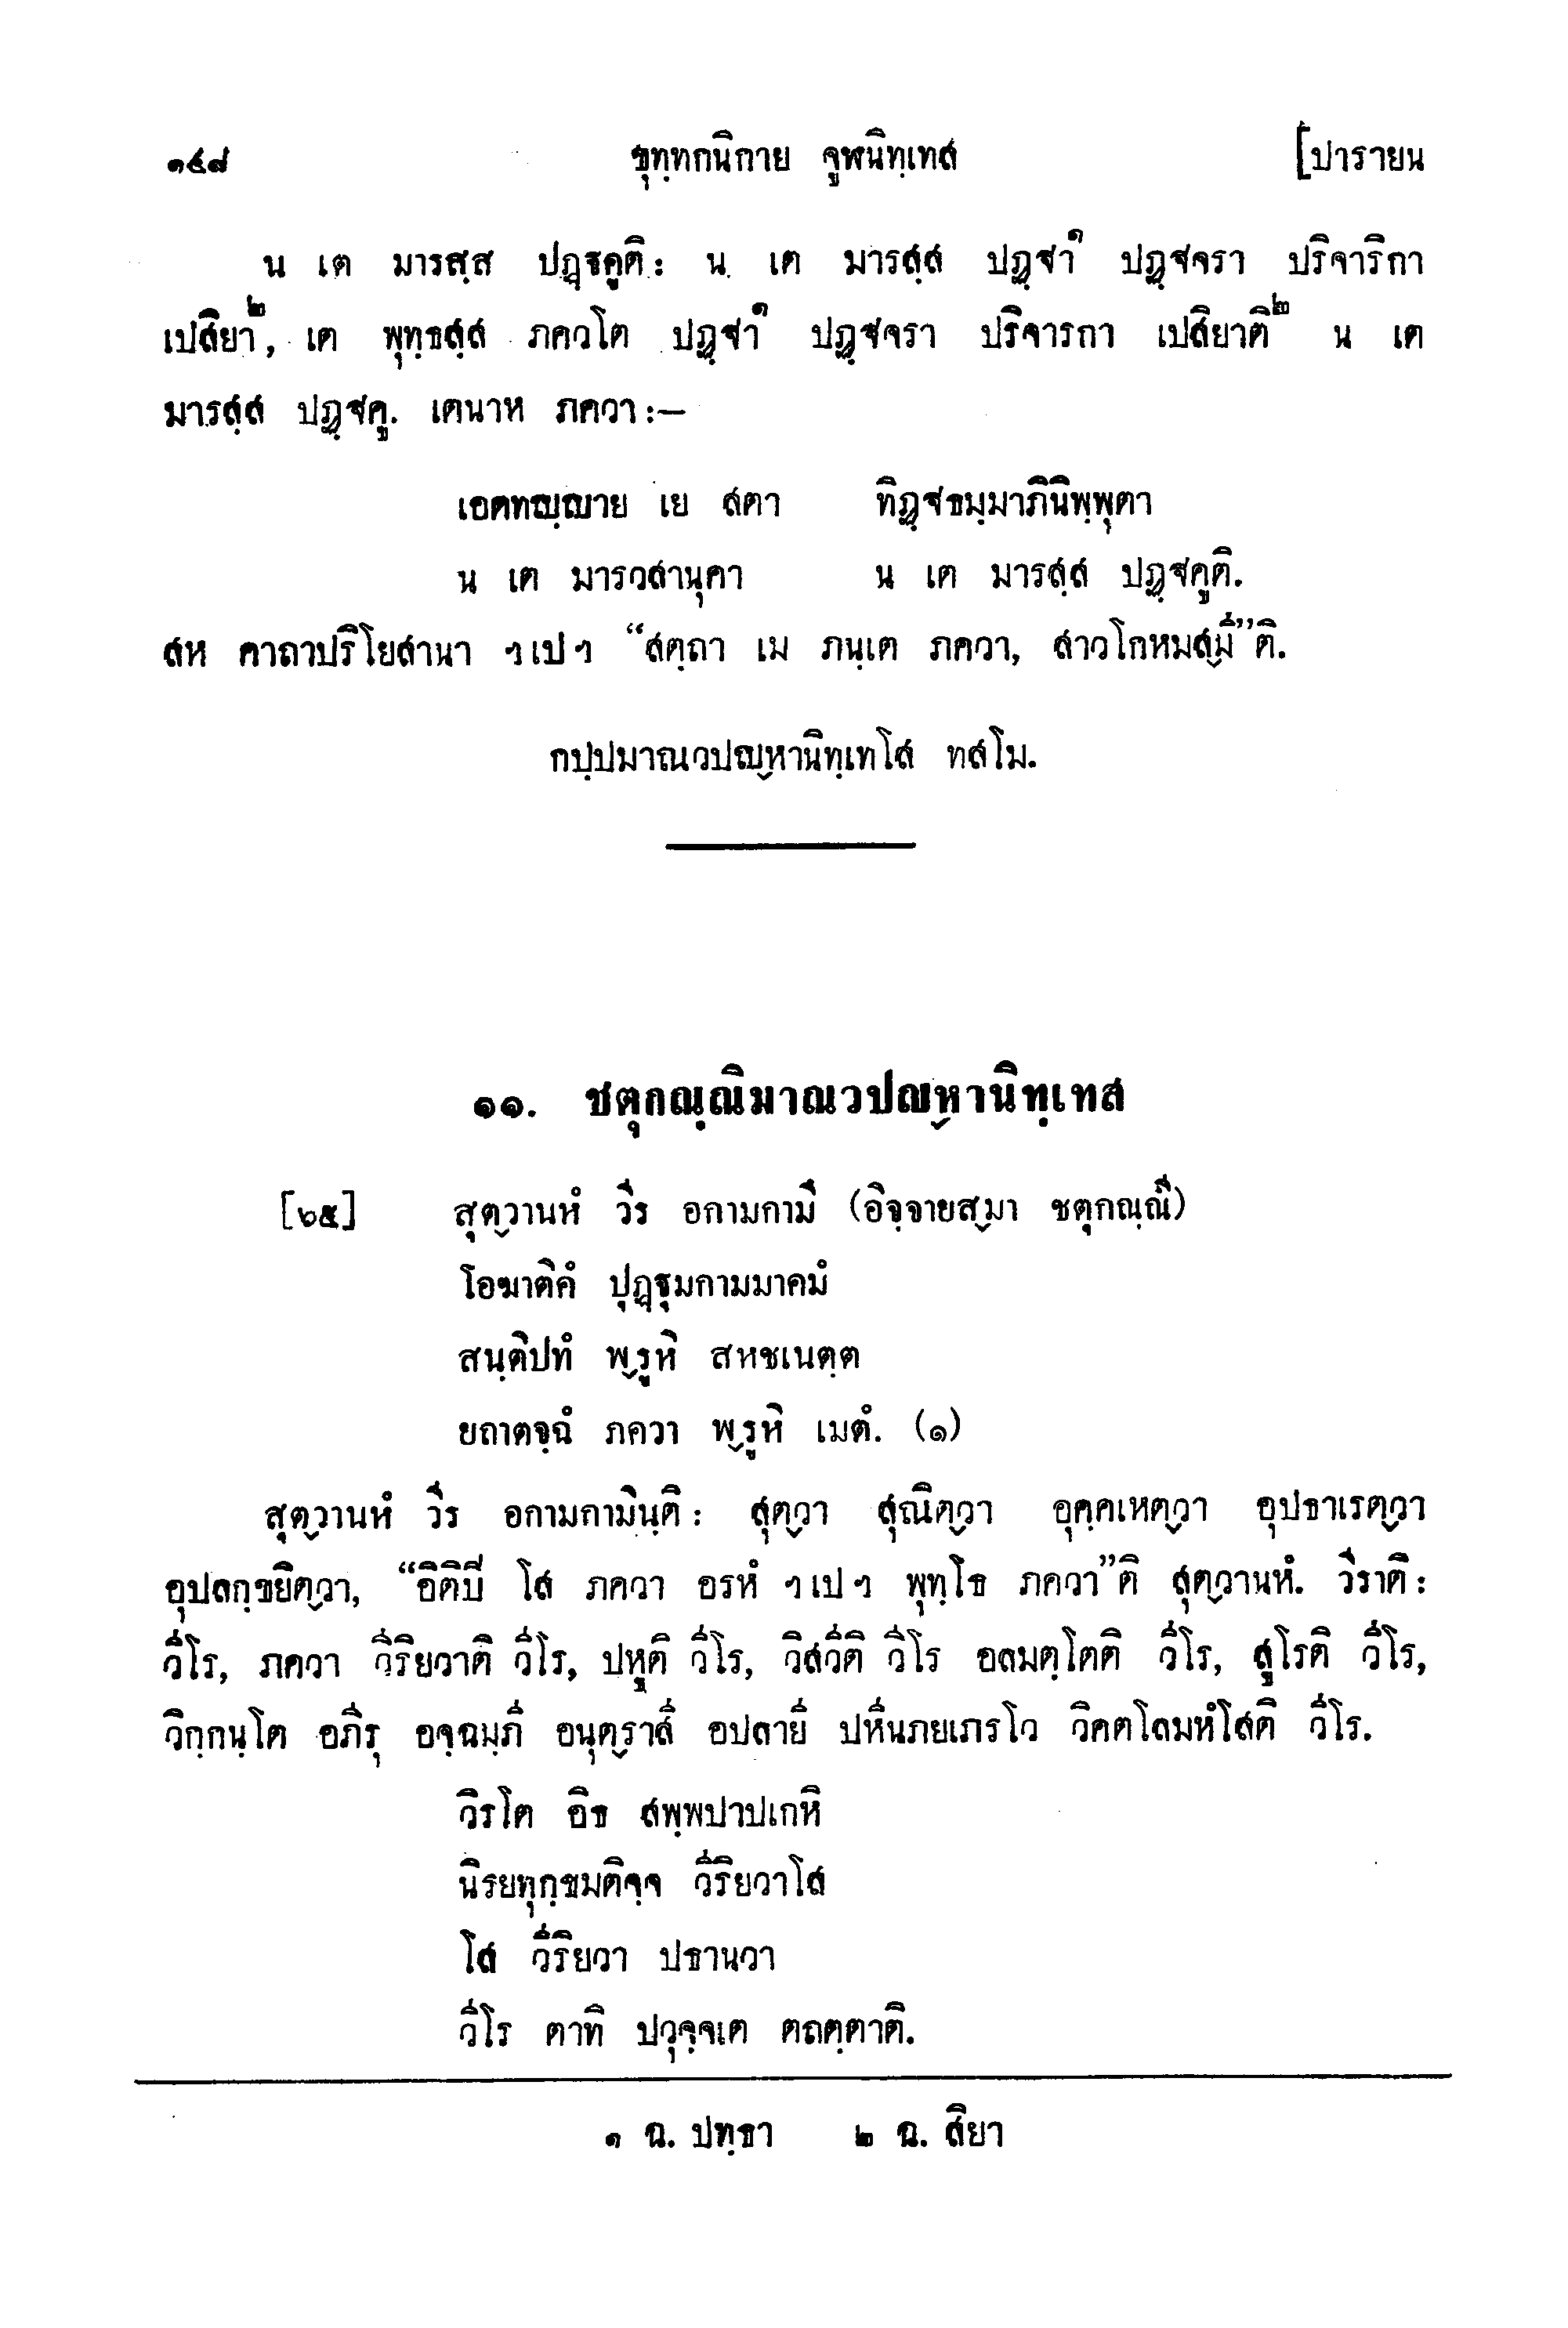 ๑๔๘ ขุทฺทกนิกาย จูฬนิทฺเทส [ปารายน
น เต มารสฺส ปฏฺฐคูติ: น เต มารสฺส ปฏฺฐา๑ ปฏฺฐจรา ปริจาริกา
เปสิยา๒, เต พุทฺธสฺส ภควโต ปฏฺฐา๑ ปฏฺฐจรา ปริจารกา เปสิยาติ๒ น เต
มารสฺส ปฏฺฐคู. เตนาห ภควา :—
เอตทญฺญาย เย สตา ทิฏฺฐธมฺมาภินิพฺพุตา
น เต มารวสานุคา น เต มารสฺส ปฏฺฐคูติ.
สห คาถาปริโยสานา ฯเปฯ “สตฺถา เม ภนฺเต ภควา, สาวโกหมสฺมี”ติ.
กปฺปมาณวปญฺหานิทฺเทโส ทสโม.
๑๑. ชตุกณฺณิมาณวปญฺหานิทฺเทส
[๖๕] สุตฺวานหํ วีร อกามกามึ (อิจฺจายสฺมา ชตุกณฺณี)
โอฆาติคํ ปุฏฺฐุมกามมาคมํ
สนฺติปทํ พฺรูหิ สหชเนตฺต
ยถาตจฺฉํ ภควา พฺรูหิ เมตํ. (๑)
สุตฺวานหํ วีร อกามกามินฺติ: สุตฺวา สุณิตฺวา อุคฺคเหตฺวา อุปธาเรตฺวา
อุปลกฺขยิตฺวา, “อิติปิ โส ภควา อรหํ ฯเปฯ พุทฺโธ ภควา”ติ สุตฺวานหํ. วีราติ:
วีโร, ภควา วีริยวาติ วีโร, ปหูติ วีโร, วิสวีติ วีโร อลมตฺโตติ วีโร, สูโรติ วีโร,
วิกฺกนฺโต อภีรุ อจฺฉมฺภี อนุตฺราสี อปลายี ปหีนภยเภรโว วิคตโลมหํโสติ วีโร.
วิรโต อิธ สพฺพปาปเกหิ
นิรยทุกฺขมติจฺจ วีริยวาโส
โส วีริยวา ปธานวา
วีโร ตาทิ ปวุจฺจเต ตถตฺตาติ.
๑ ฉ. ปทฺธา ๒ ฉ. สิยา